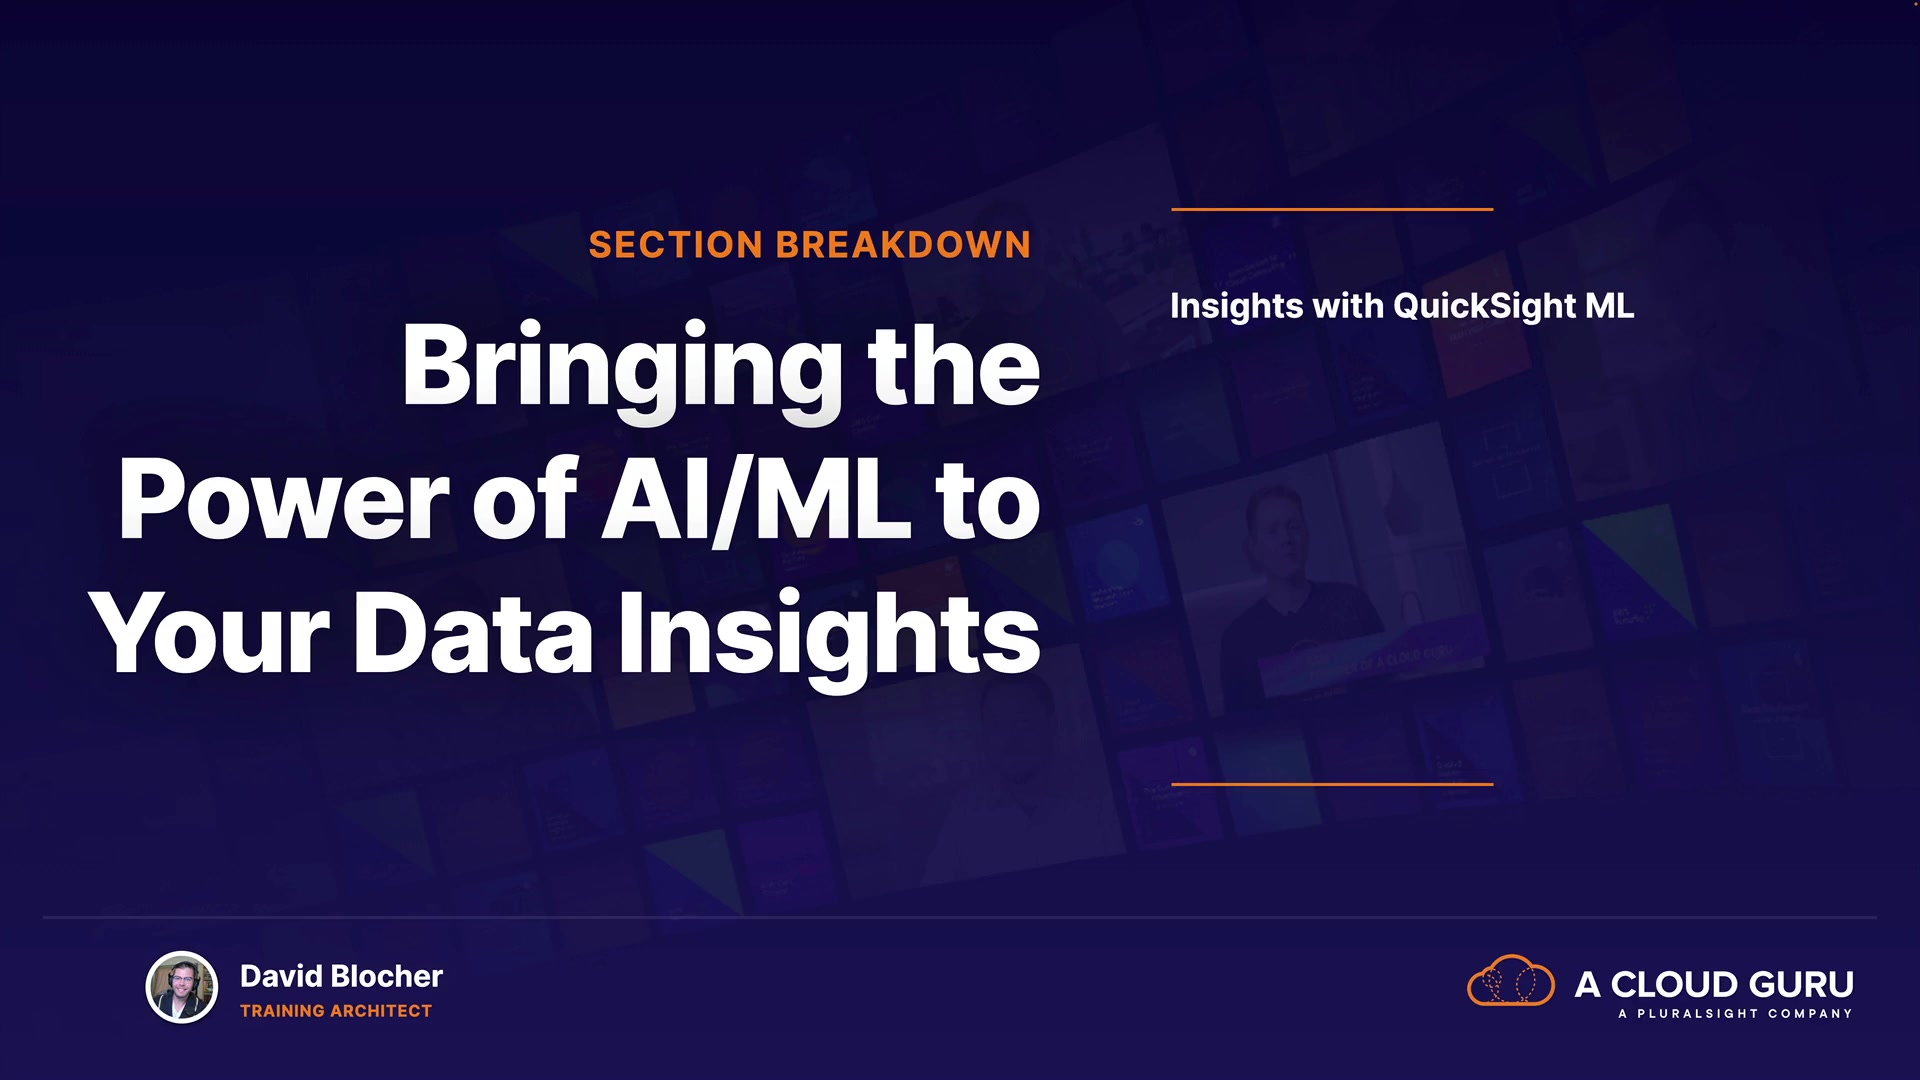 SECTION BREAKDOWN
Bringing the
Power of AI/ML to
Your Data Insights
Insights with QuickSight ML
David Blocher
TRAINING ARCHITECT
A CLOUD GURU
A PLURALSIGHT COMPANY